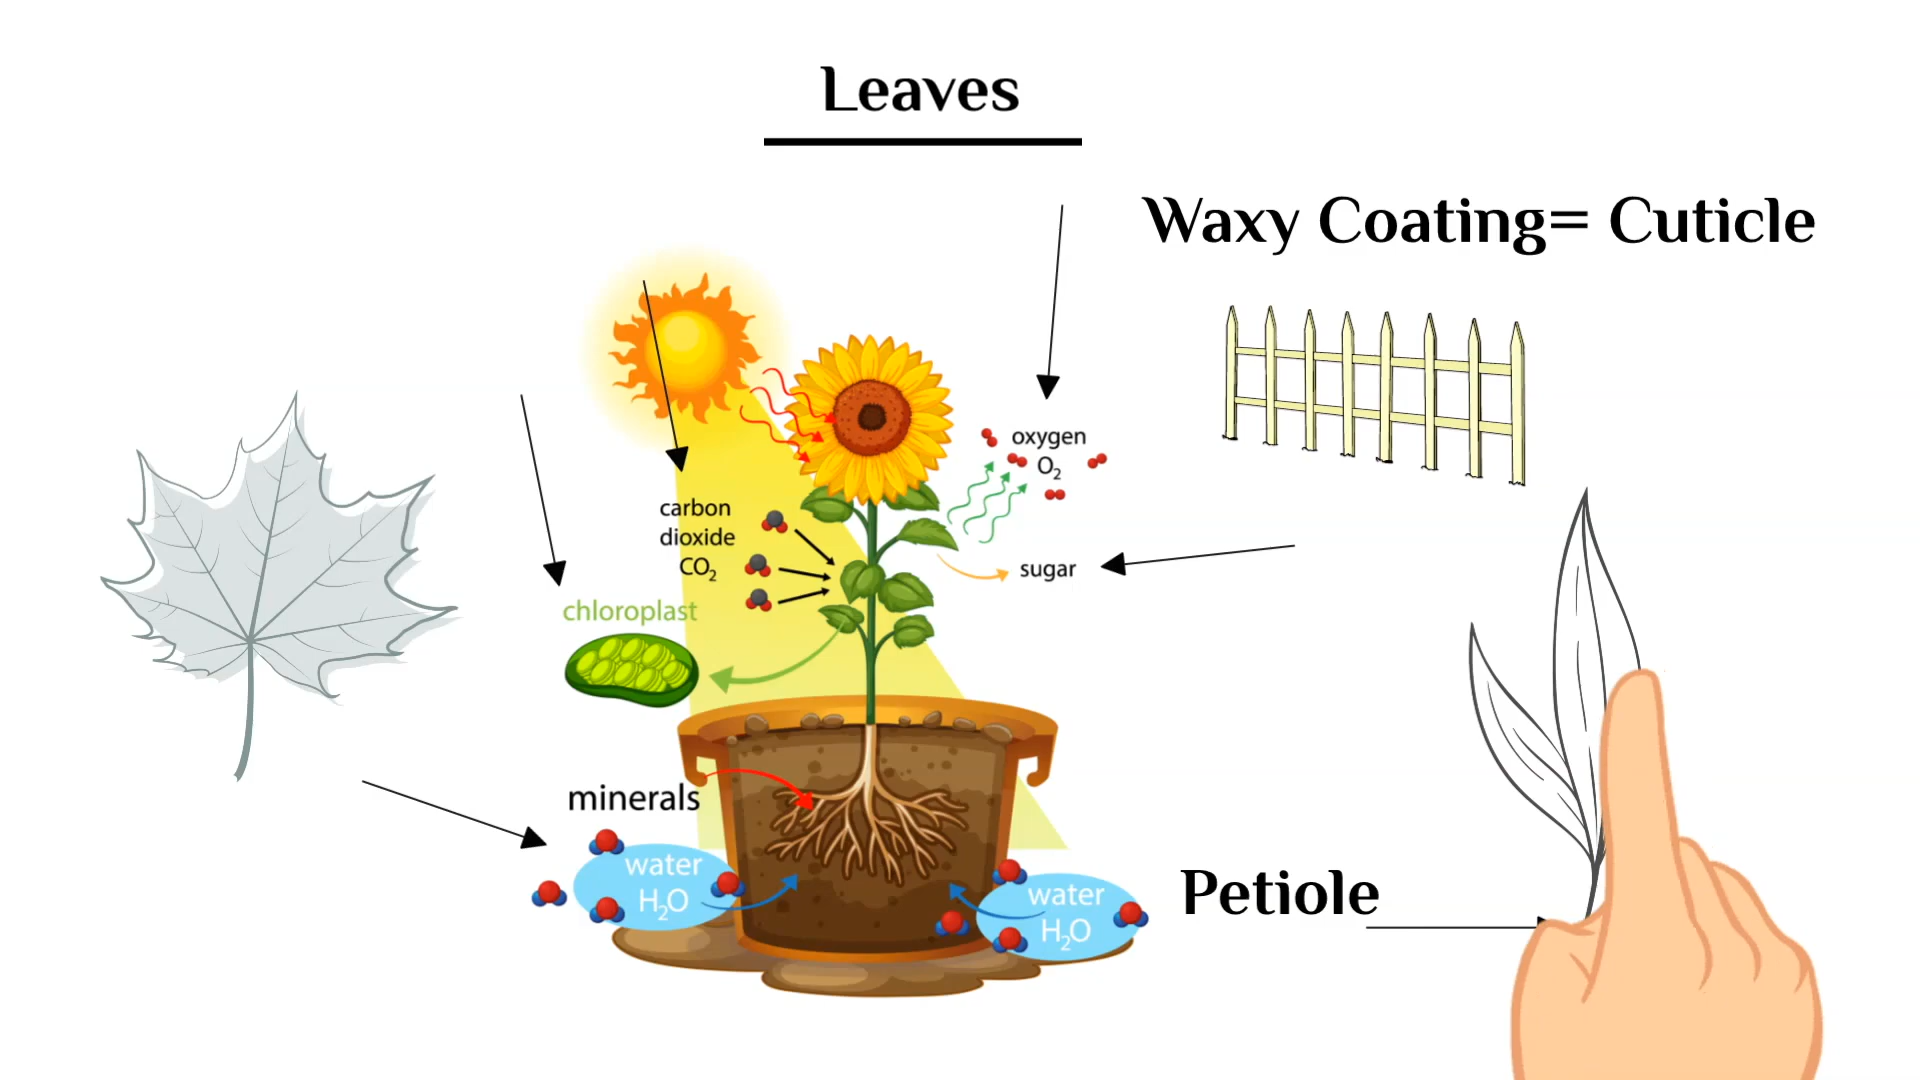 Leaves
Waxy Coating= Cuticle
oxygen
O₂
carbon
dioxide
CO₂
sugar
chloroplast
minerals
water
H₂O
water
H₂O
Petiole